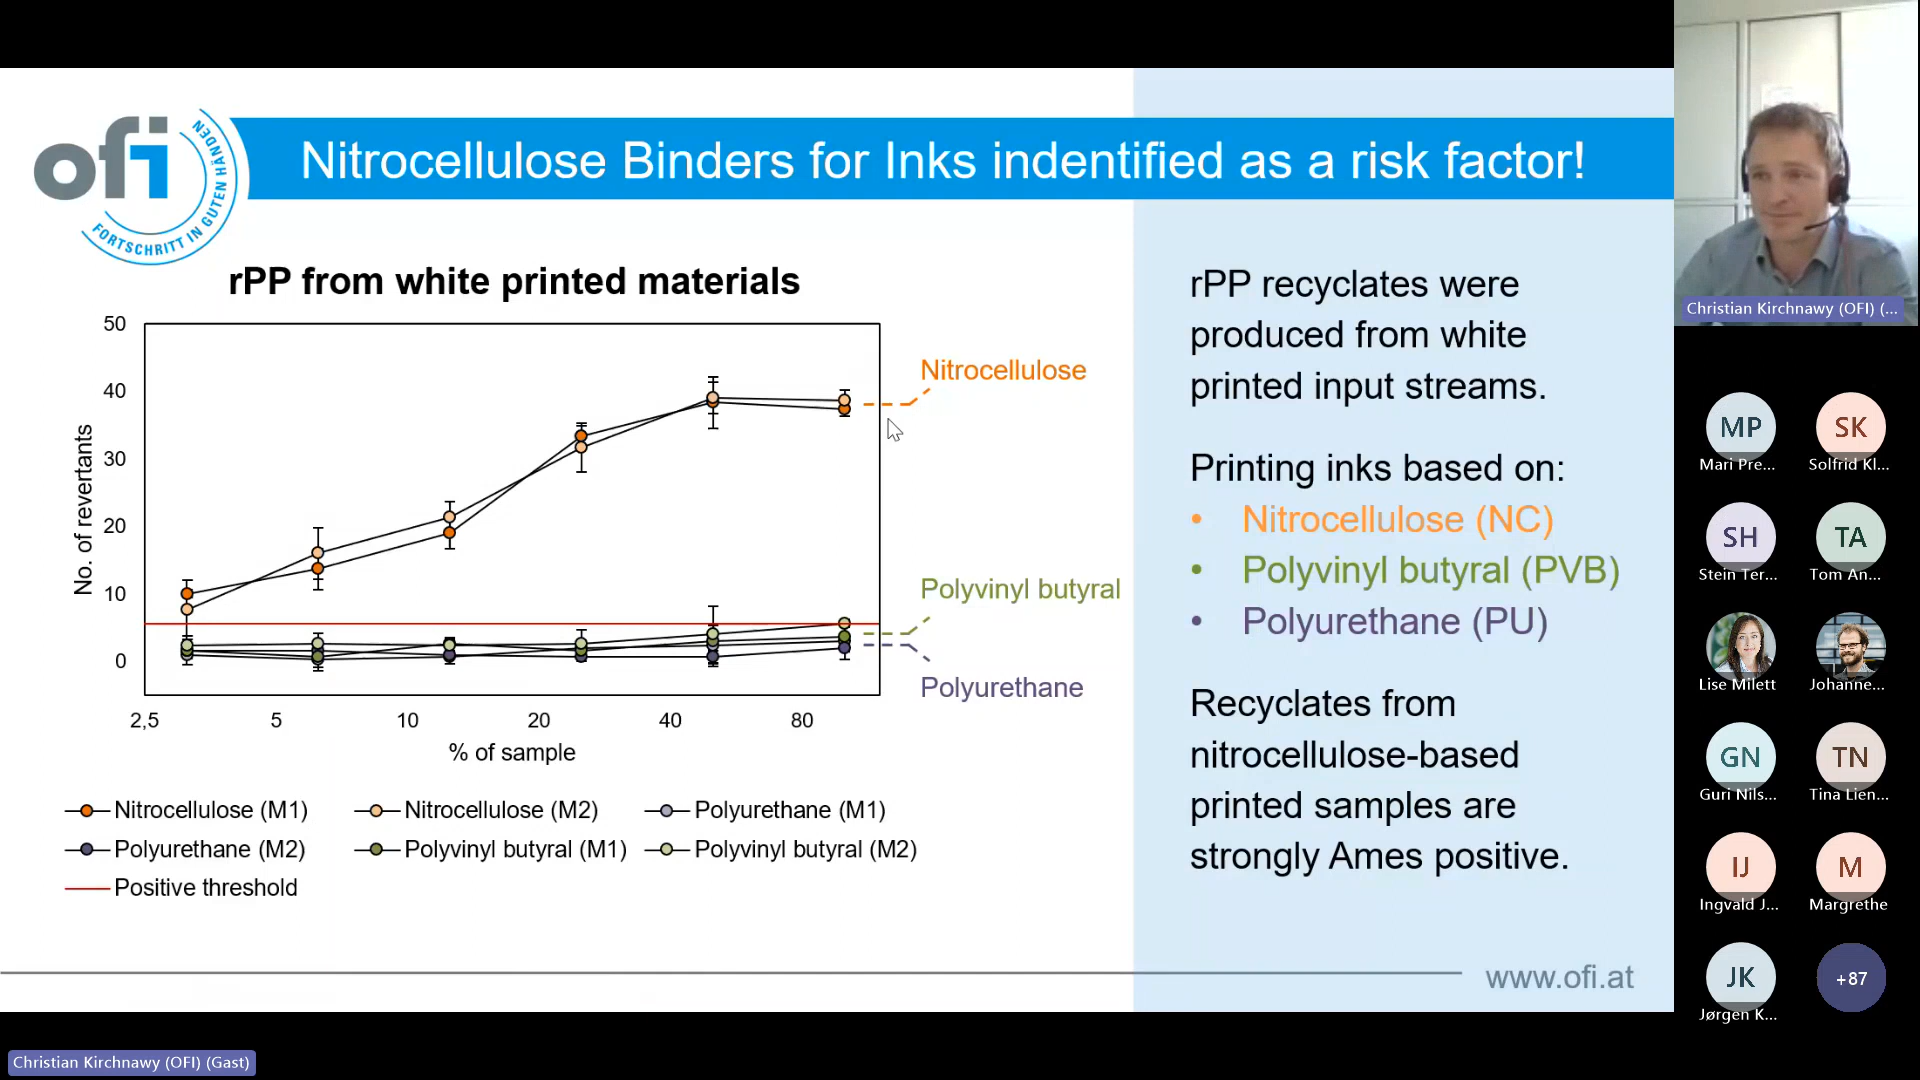 ofi
FORTSCHRITT IN GUTEN HÄNDEN
Nitrocellulose Binders for Inks indentified as a risk factor!
rPP from white printed materials
50
40
30
20
10
0
No. of revertants
2,5 5 10 20 40 80
% of sample
Nitrocellulose
Polyvinyl butyral
Polyurethane
Nitrocellulose (M1) Nitrocellulose (M2) Polyurethane (M1)
Polyurethane (M2) Polyvinyl butyral (M1) Polyvinyl butyral (M2)
Positive threshold
rPP recyclates were
produced from white
printed input streams.
Printing inks based on:
• Nitrocellulose (NC)
• Polyvinyl butyral (PVB)
• Polyurethane (PU)
Recyclates from
nitrocellulose-based
printed samples are
strongly Ames positive.
www.ofi.at
Christian Kirchnawy (OFI) (...
MP SK
Mari Pre... Solfrid Kl...
SH TA
Stein Ter... Tom An...
Lise Milett Johanne...
GN TN
Guri Nils... Tina Lien...
IJ M
Ingvald J... Margrethe
JK +87
Jørgen K...
Christian Kirchnawy (OFI) (Gast)